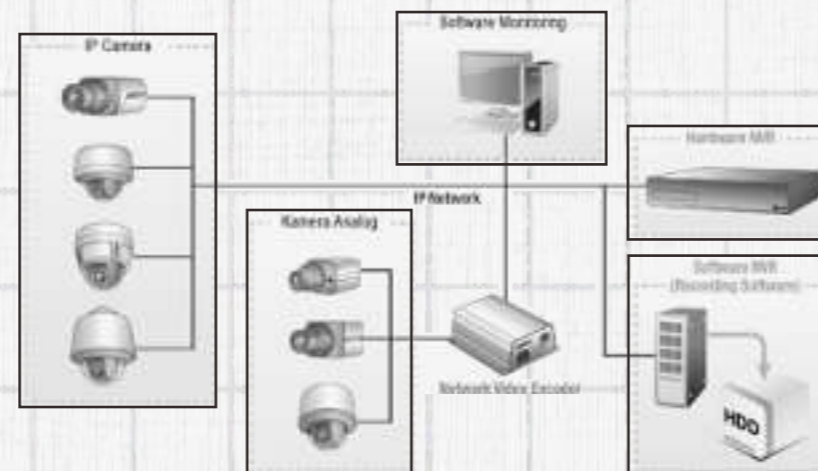 IP Camera
Software Monitoring
Hardware NVR
IP Network
Kamera Analog
Software NVR
(Recording Software)
Network Video Encoder
HDD